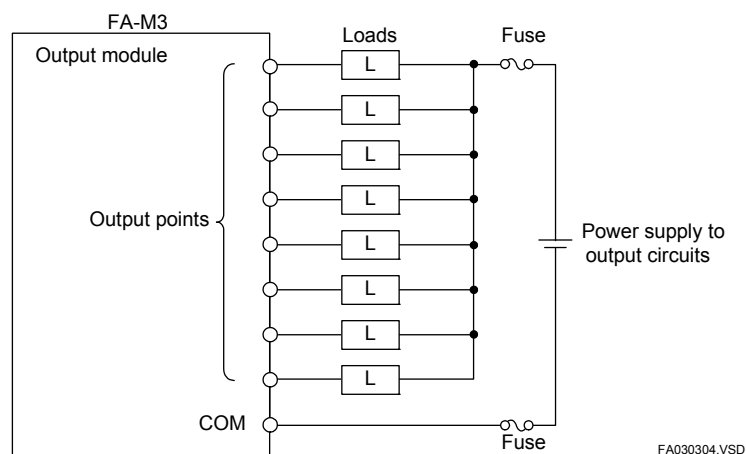 FA-M3
Output module
Loads
Fuse
L
L
L
L
L
L
L
L
Output points
Power supply to
output circuits
COM
Fuse
FA030304.VSD